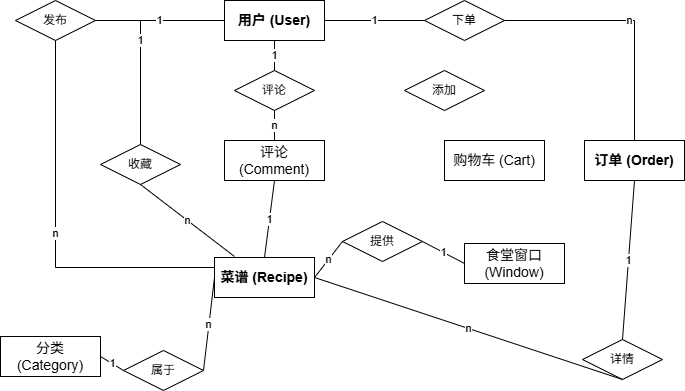 发布
1
用户 (User)
1
下单
n
1
1
评论
添加
n
收藏
评论
(Comment)
购物车 (Cart)
订单 (Order)
n
n
1
提供
n
1
食堂窗口
(Window)
1
菜谱 (Recipe)
n
n
分类
(Category)
1
属于
详情